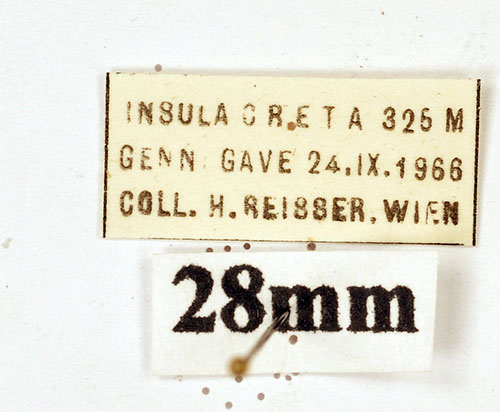 INSULA CRETA 325 M
GENN. GAVE 24.IX.1966
COLL. H. REISSER, WIEN
28mm